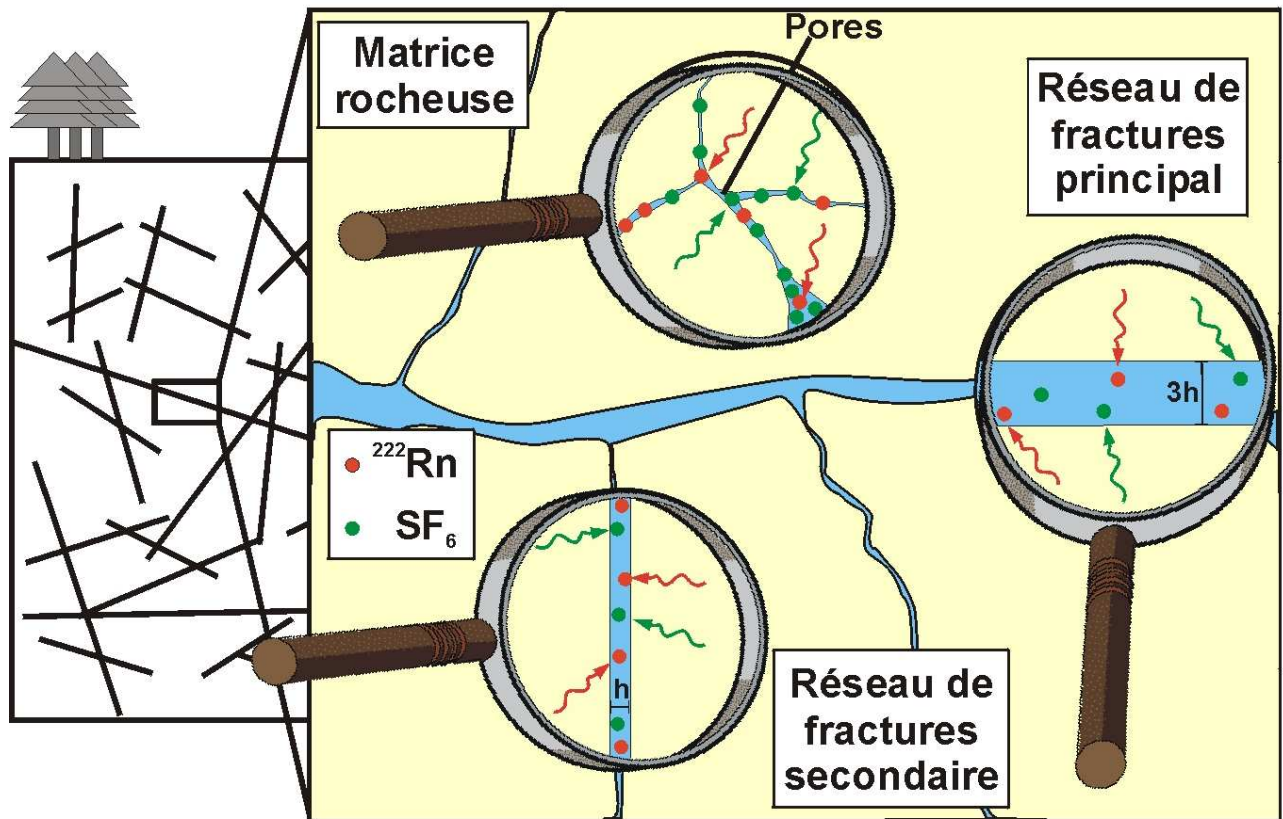 Matrice
rocheuse
Pores
Réseau de
fractures
principal
3h
²²²Rn
SF₆
h
Réseau de
fractures
secondaire